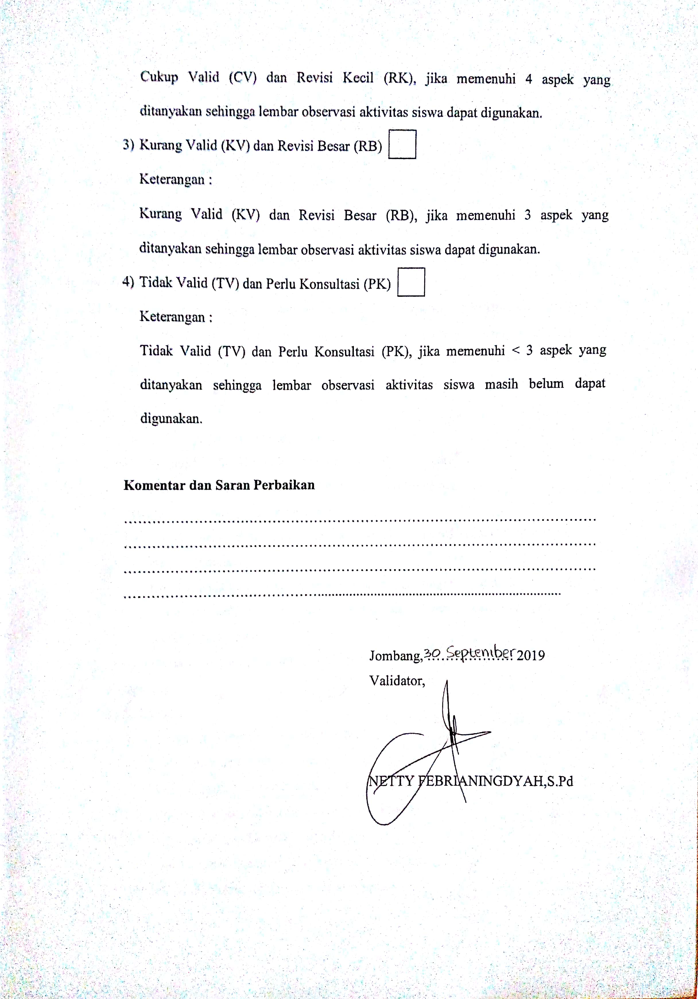 Cukup Valid (CV) dan Revisi Kecil (RK), jika memenuhi 4 aspek yang
ditanyakan sehingga lembar observasi aktivitas siswa dapat digunakan.
3) Kurang Valid (KV) dan Revisi Besar (RB)
Keterangan :
Kurang Valid (KV) dan Revisi Besar (RB), jika memenuhi 3 aspek yang
ditanyakan sehingga lembar observasi aktivitas siswa dapat digunakan.
4) Tidak Valid (TV) dan Perlu Konsultasi (PK)
Keterangan :
Tidak Valid (TV) dan Perlu Konsultasi (PK), jika memenuhi < 3 aspek yang
ditanyakan sehingga lembar observasi aktivitas siswa masih belum dapat
digunakan.
Komentar dan Saran Perbaikan
Jombang, 30 September 2019
Validator,
NETTY FEBRIANINGDYAH,S.Pd